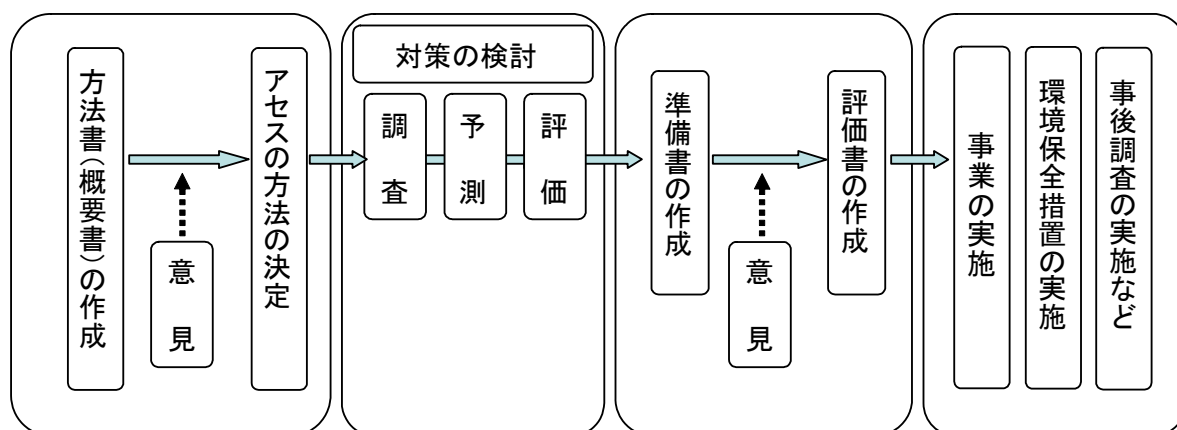 方法書(概要書)の作成
意見
アセスの方法の決定
対策の検討
調査
予測
評価
準備書の作成
意見
評価書の作成
事業の実施
環境保全措置の実施
事後調査の実施など